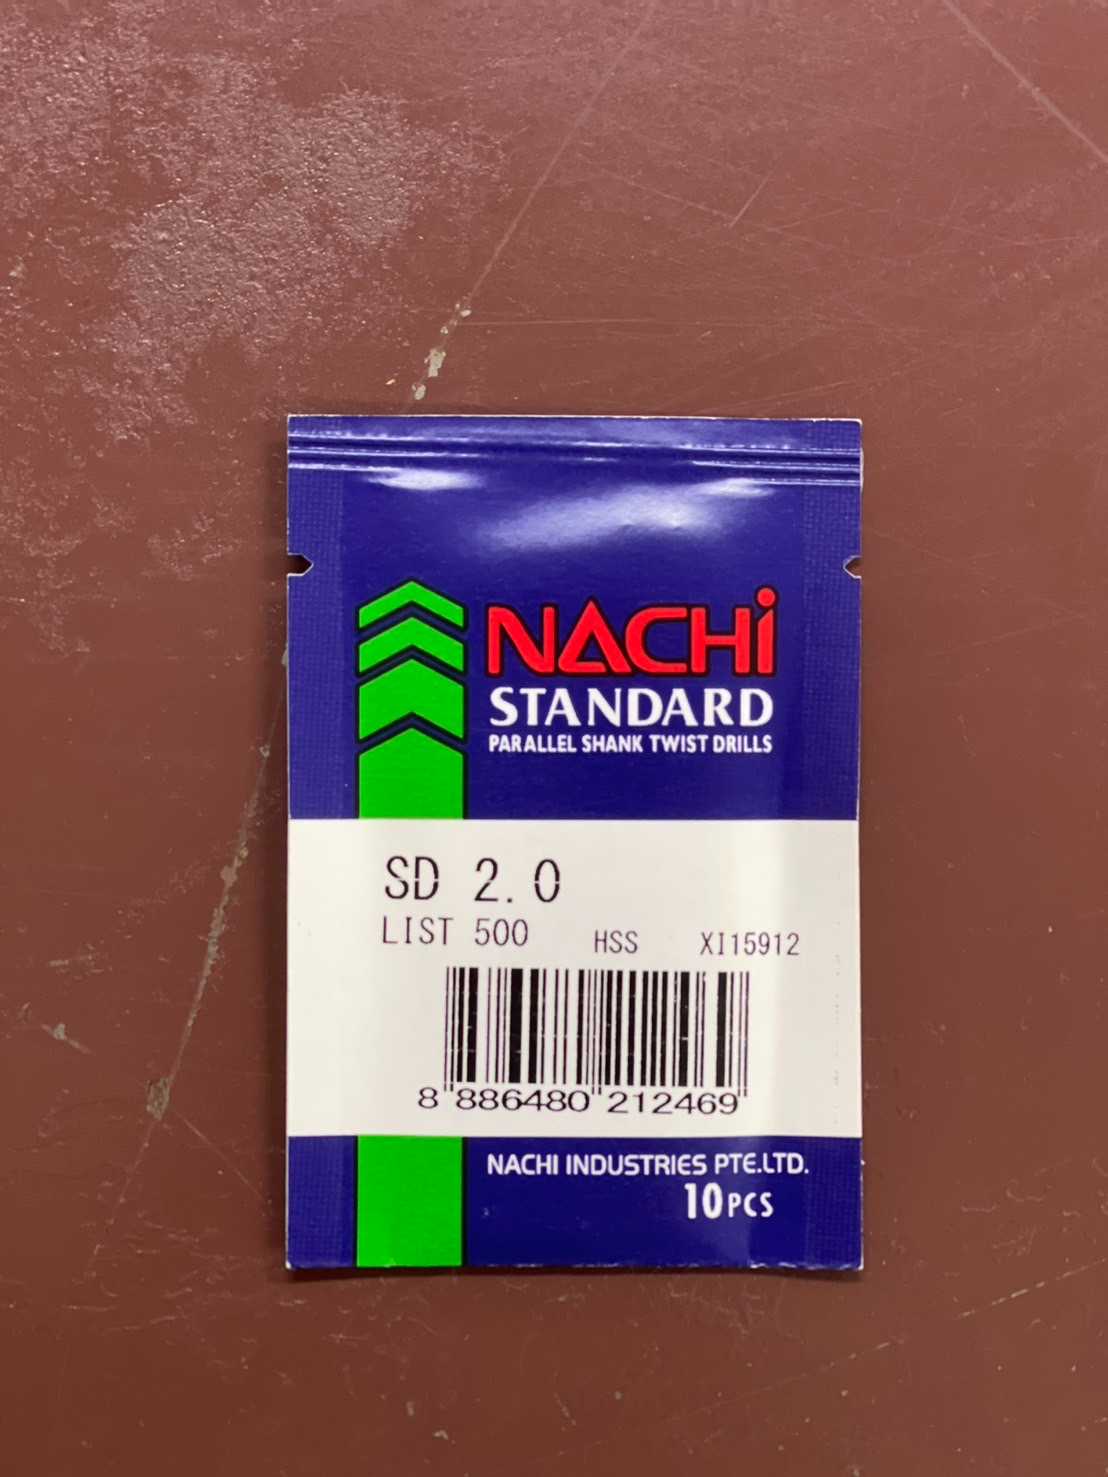 NACHi
STANDARD
PARALLEL SHANK TWIST DRILLS
SD 2.0
LIST 500 HSS XI15912
8 886480 212469
NACHI INDUSTRIES PTE.LTD.
10PCS